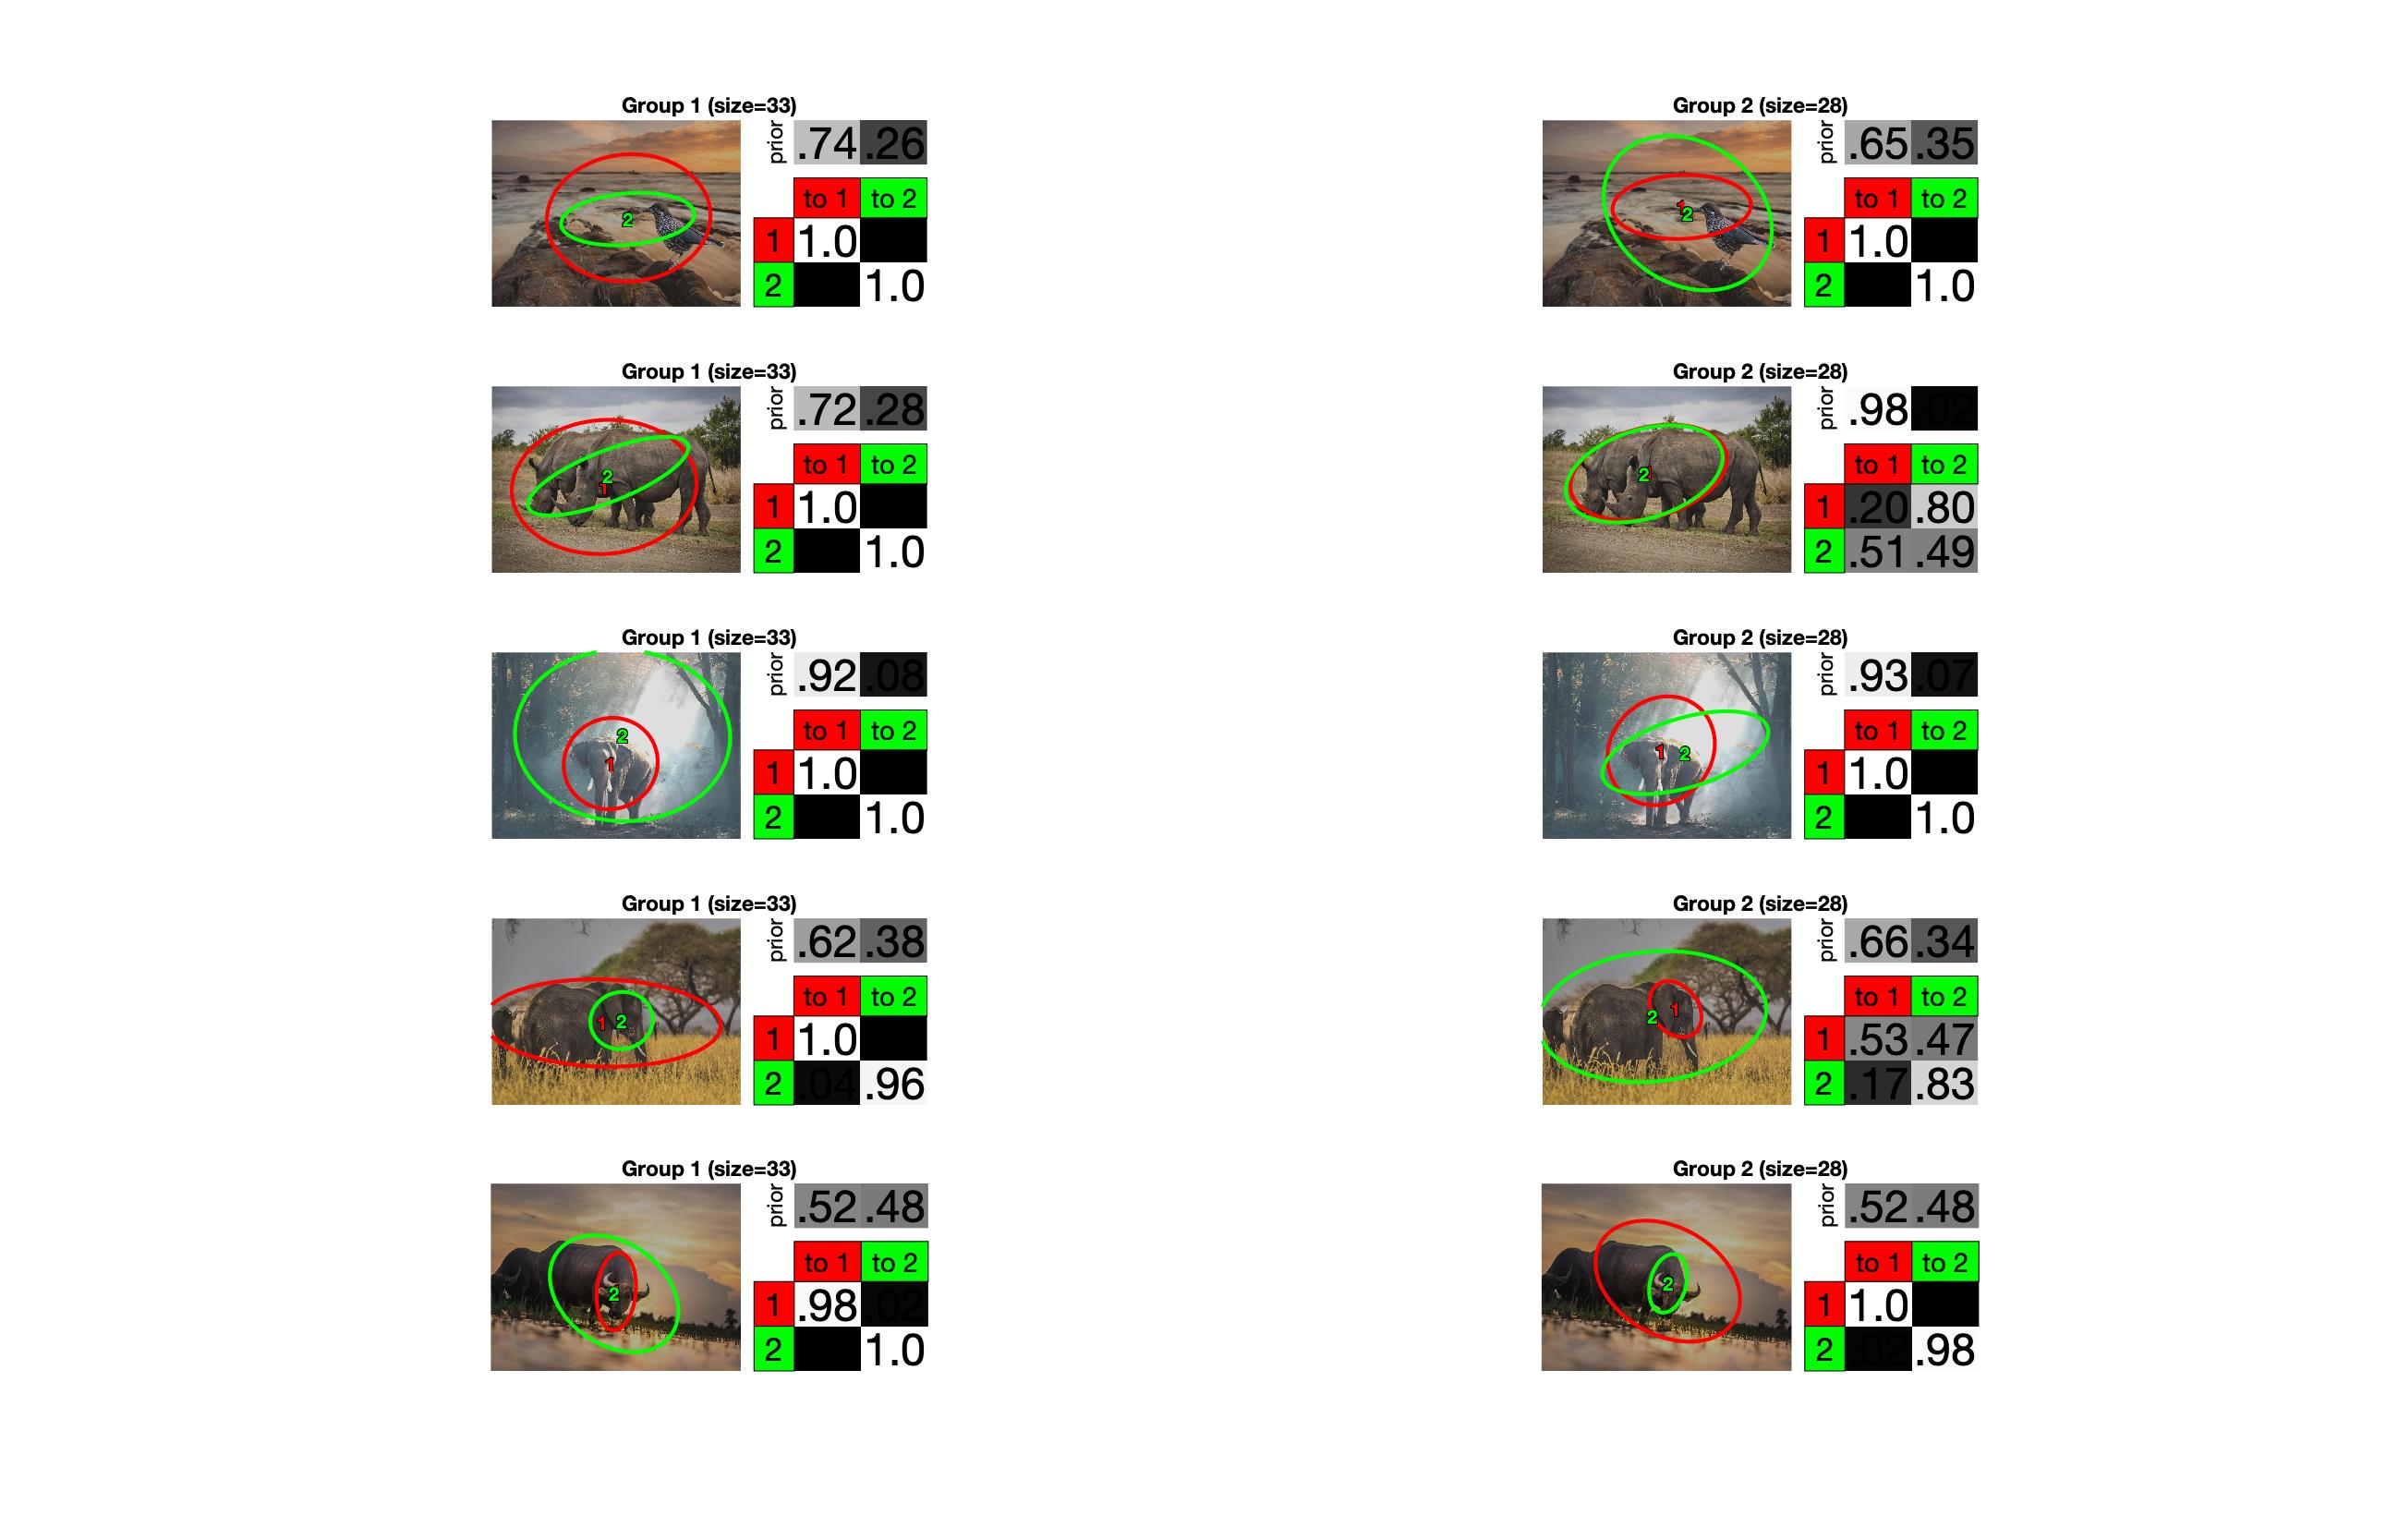 Group 1 (size=33)
prior .74 .26
to 1 to 2
1 1.0
2 1.0
2
Group 2 (size=28)
prior .65 .35
to 1 to 2
1 1.0
2 1.0
1
2
Group 1 (size=33)
prior .72 .28
to 1 to 2
1 1.0
2 1.0
2
1
Group 2 (size=28)
prior .98 .02
to 1 to 2
1 .20 .80
2 .51 .49
2
Group 1 (size=33)
prior .92 .08
to 1 to 2
1 1.0
2 1.0
2
1
Group 2 (size=28)
prior .93 .07
to 1 to 2
1 1.0
2 1.0
1 2
Group 1 (size=33)
prior .62 .38
to 1 to 2
1 1.0
2 .04 .96
1 2
Group 2 (size=28)
prior .66 .34
to 1 to 2
1 .53 .47
2 .17 .83
1
2
Group 1 (size=33)
prior .52 .48
to 1 to 2
1 .98 .02
2 1.0
2
Group 2 (size=28)
prior .52 .48
to 1 to 2
1 1.0
2 .02 .98
2